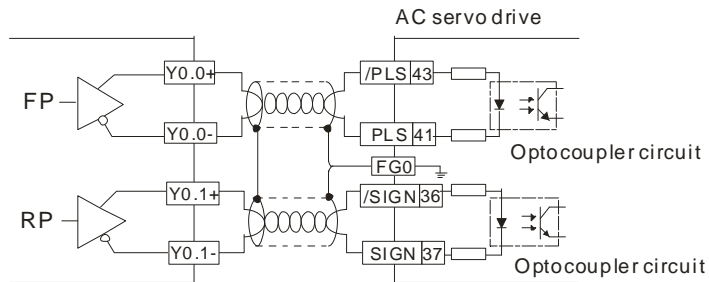 AC servo drive
Y0.0+
/PLS 43
FP
Y0.0-
PLS 41
Optocoupler circuit
FG0
Y0.1+
/SIGN 36
RP
Y0.1-
SIGN 37
Optocoupler circuit